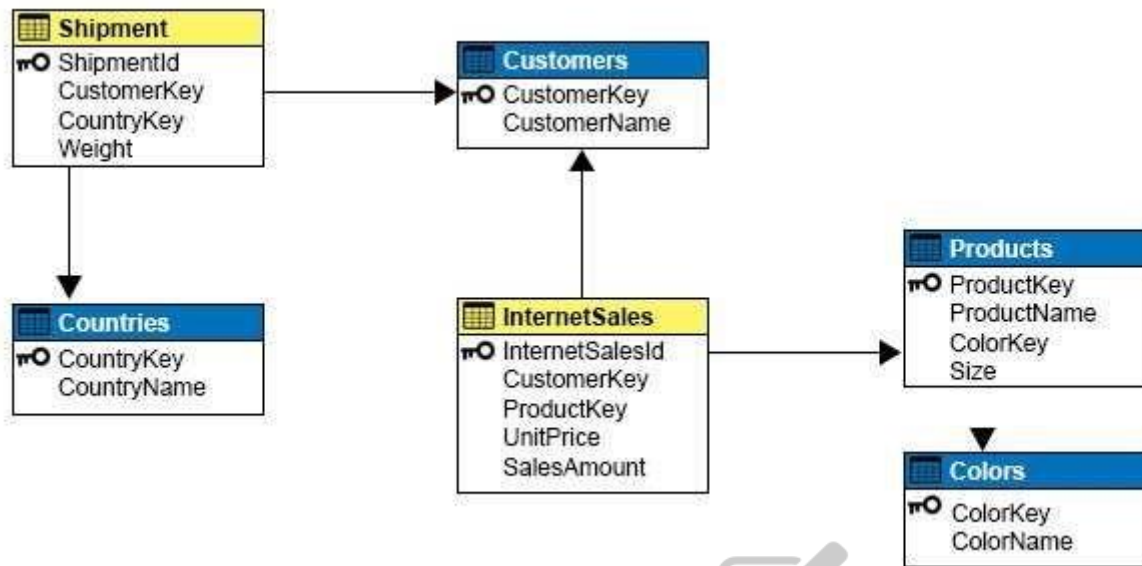 Shipment
ShipmentId
CustomerKey
CountryKey
Weight
Customers
CustomerKey
CustomerName
Countries
CountryKey
CountryName
InternetSales
InternetSalesId
CustomerKey
ProductKey
UnitPrice
SalesAmount
Products
ProductKey
ProductName
ColorKey
Size
Colors
ColorKey
ColorName